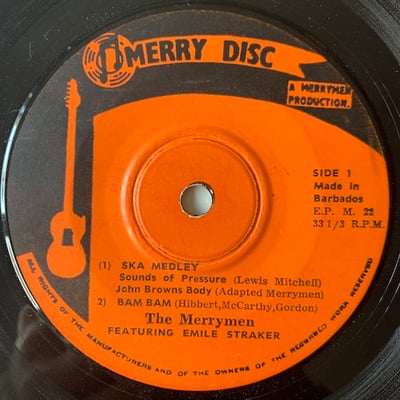 MERRY DISC
A MERRYMEN
PRODUCTION.
SIDE 1
Made in
Barbados
E.P. M. 22
33 1/3 R.P.M.
(1) SKA MEDLEY
Sounds of Pressure (Lewis Mitchell)
John Browns Body (Adapted Merrymen)
2) BAM BAM (Hibbert,McCarthy,Gordon)
The Merrymen
FEATURING EMILE STRAKER
ALL RIGHTS OF THE MANUFACTURERS AND OF THE OWNERS OF THE RECORDED WORK RESERVED